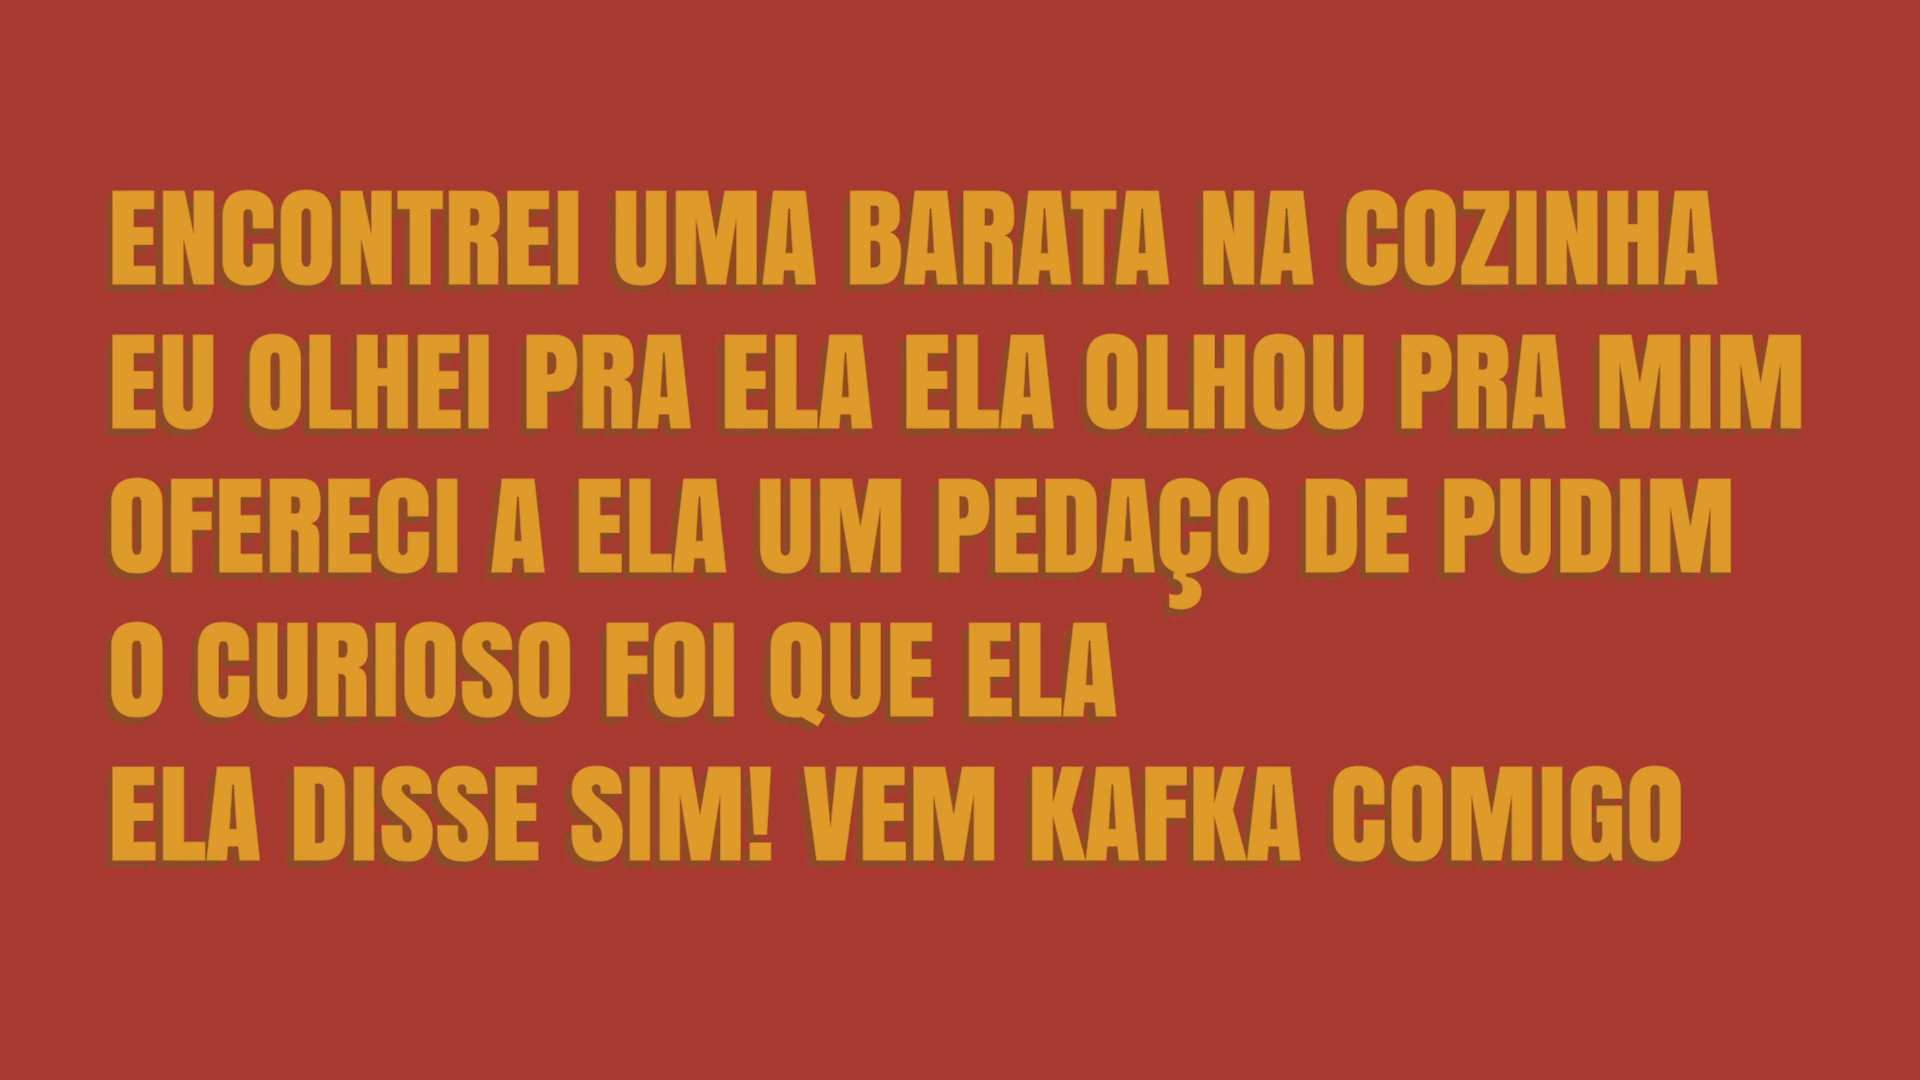 ENCONTREI UMA BARATA NA COZINHA
EU OLHEI PRA ELA ELA OLHOU PRA MIM
OFERECI A ELA UM PEDAÇO DE PUDIM
O CURIOSO FOI QUE ELA
ELA DISSE SIM! VEM KAFKA COMIGO